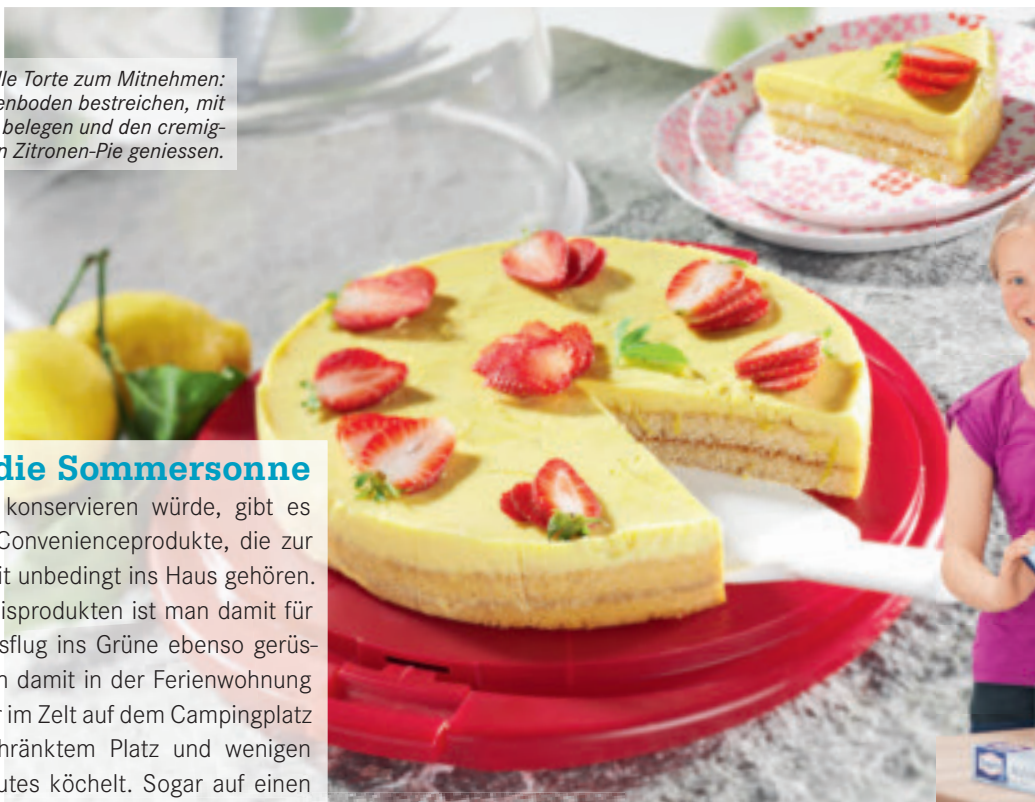 lle Torte zum Mitnehmen:
enboden bestreichen, mit
belegen und den cremig-
n Zitronen-Pie geniessen.
die Sommersonne
konservieren würde, gibt es
Convenienceprodukte, die zur
it unbedingt ins Haus gehören.
isprodukten ist man damit für
sflug ins Grüne ebenso gerüs-
n damit in der Ferienwohnung
r im Zelt auf dem Campingplatz
hränktem Platz und wenigen
utes köchelt. Sogar auf einen